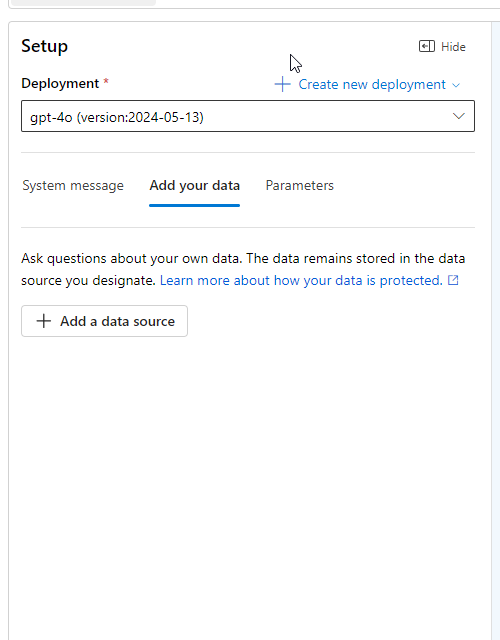 Setup
Hide
Deployment *
Create new deployment
gpt-4o (version:2024-05-13)
System message
Add your data
Parameters
Ask questions about your own data. The data remains stored in the data
source you designate. Learn more about how your data is protected.
Add a data source